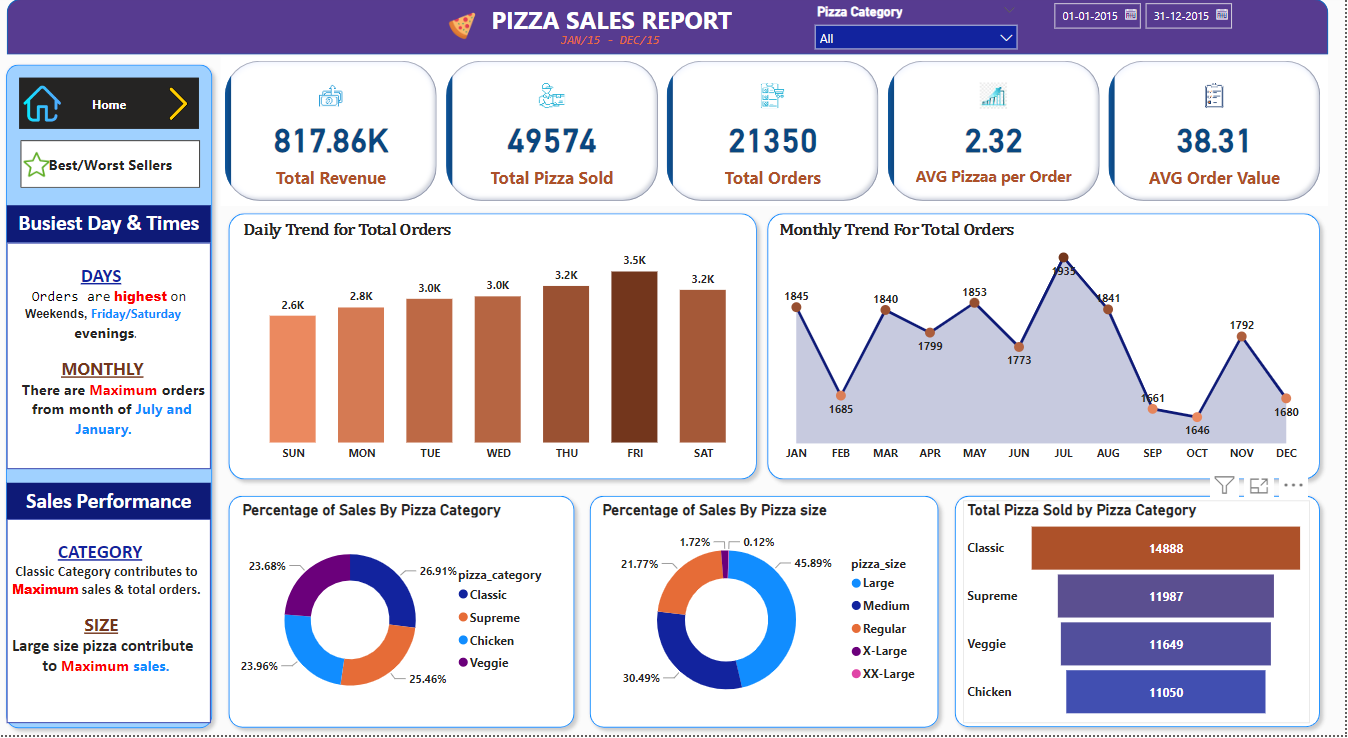 PIZZA SALES REPORT
JAN/15 - DEC/15
Pizza Category
All
01-01-2015
31-12-2015
Home
Best/Worst Sellers
Busiest Day & Times
DAYS
Orders are highest on
Weekends, Friday/Saturday
evenings.
MONTHLY
There are Maximum orders
from month of July and
January.
Sales Performance
CATEGORY
Classic Category contributes to
Maximum sales & total orders.
SIZE
Large size pizza contribute
to Maximum sales.
817.86K
Total Revenue
49574
Total Pizza Sold
21350
Total Orders
2.32
AVG Pizzaa per Order
38.31
AVG Order Value
Daily Trend for Total Orders
2.6K
2.8K
3.0K
3.0K
3.2K
3.5K
3.2K
SUN MON TUE WED THU FRI SAT
Monthly Trend For Total Orders
1845
1685
1840
1799
1853
1773
1935
1841
1661
1646
1792
1680
JAN FEB MAR APR MAY JUN JUL AUG SEP OCT NOV DEC
Percentage of Sales By Pizza Category
23.68%
26.91%
23.96%
25.46%
pizza_category
Classic
Supreme
Chicken
Veggie
Percentage of Sales By Pizza size
1.72%
0.12%
21.77%
45.89%
30.49%
pizza_size
Large
Medium
Regular
X-Large
XX-Large
Total Pizza Sold by Pizza Category
Classic 14888
Supreme 11987
Veggie 11649
Chicken 11050